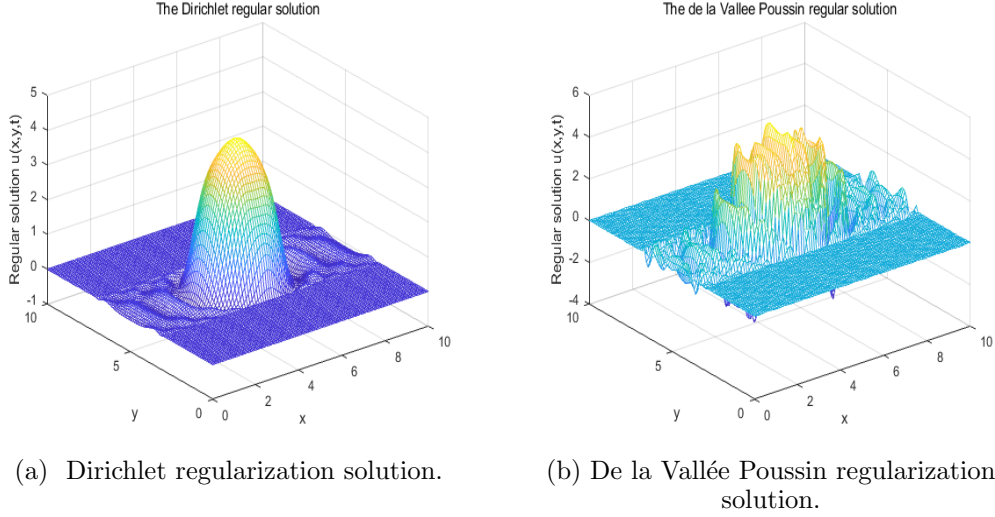 The Dirichlet regular solution
Regular solution u(x,y,t)
5
4
3
2
1
0
-1
10
5
0
y
0
2
4
6
8
10
x
(a) Dirichlet regularization solution.
The de la Vallee Poussin regular solution
Regular solution u(x,y,t)
6
4
2
0
-2
-4
10
5
0
y
0
2
4
6
8
10
x
(b) De la Vallée Poussin regularization
solution.